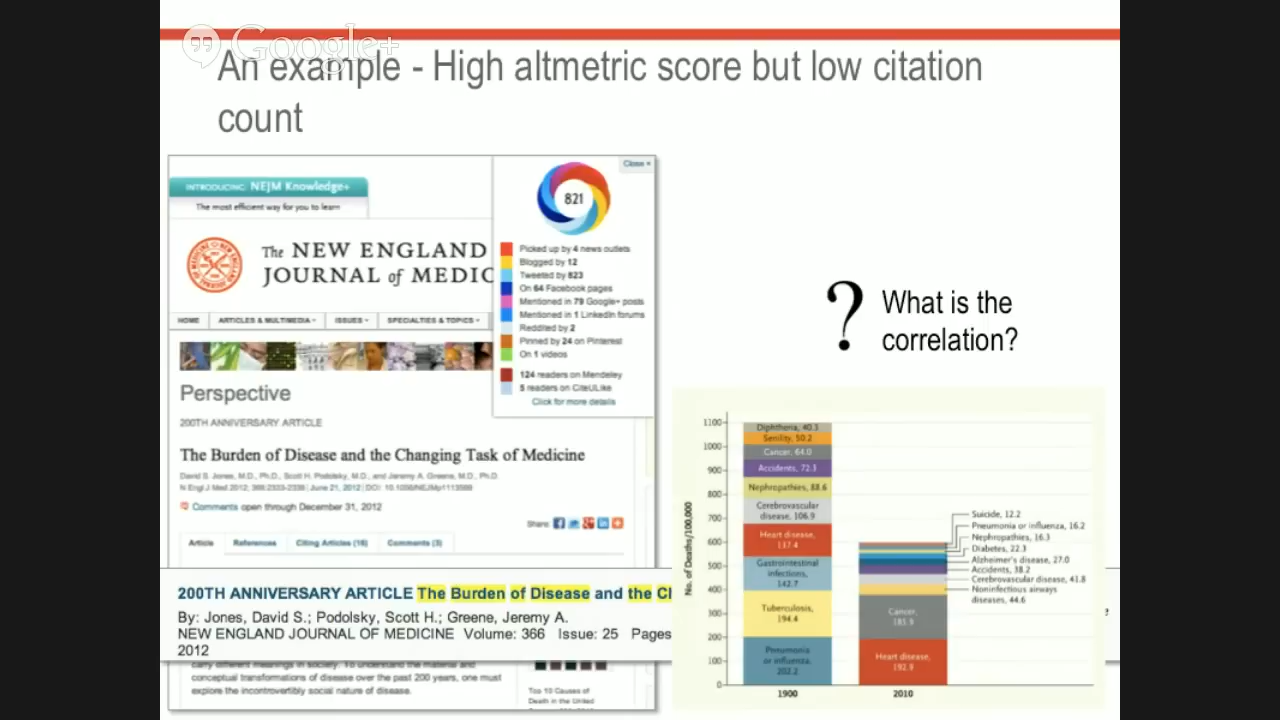 Google+
An example - High altmetric score but low citation
count
Close ×
821
INTRODUCING: NEJM Knowledge+
The most efficient way for you to learn
The NEW ENGLAND
JOURNAL of MEDIC
Picked up by 4 news outlets
Blogged by 12
Tweeted by 823
On 64 Facebook pages
Mentioned in 79 Google+ posts
Mentioned in 1 LinkedIn forums
Reddited by 2
Pinned by 24 on Pinterest
On 1 videos
124 readers on Mendeley
5 readers on CiteULike
Click for more details
HOME ARTICLES & MULTIMEDIA ISSUES SPECIALTIES & TOPICS
Perspective
200TH ANNIVERSARY ARTICLE
The Burden of Disease and the Changing Task of Medicine
David S. Jones, M.D., Ph.D., Scott H. Podolsky, M.D., and Jeremy A. Greene, M.D., Ph.D.
N Engl J Med 2012; 366:2333-2338 | June 21, 2012 | DOI: 10.1056/NEJMp1113569
Comments open through December 31, 2012
Share:
Article References Citing Articles (16) Comments (3)
200TH ANNIVERSARY ARTICLE The Burden of Disease and the Ch
By: Jones, David S.; Podolsky, Scott H.; Greene, Jeremy A.
NEW ENGLAND JOURNAL OF MEDICINE Volume: 366 Issue: 25 Pages
2012
carry different meanings in society. To understand the material and
conceptual transformations of disease over the past 200 years, one must
explore the incontrovertibly social nature of disease.
Top 10 Causes of
Death in the United
? What is the
correlation?
No. of Deaths/100,000
1100
1000
900
800
700
600
500
400
300
200
100
0
Diphtheria, 40.3
Senility, 50.2
Cancer, 64.0
Accidents, 72.3
Nephropathies, 88.6
Cerebrovascular
disease, 106.9
Heart disease,
137.4
Gastrointestinal
infections,
142.7
Tuberculosis,
194.4
Pneumonia
or influenza,
202.2
1900
Suicide, 12.2
Pneumonia or influenza, 16.2
Nephropathies, 16.3
Diabetes, 22.3
Alzheimer's disease, 27.0
Accidents, 38.2
Cerebrovascular disease, 41.8
Noninfectious airways
diseases, 44.6
Cancer,
185.9
Heart disease,
192.9
2010